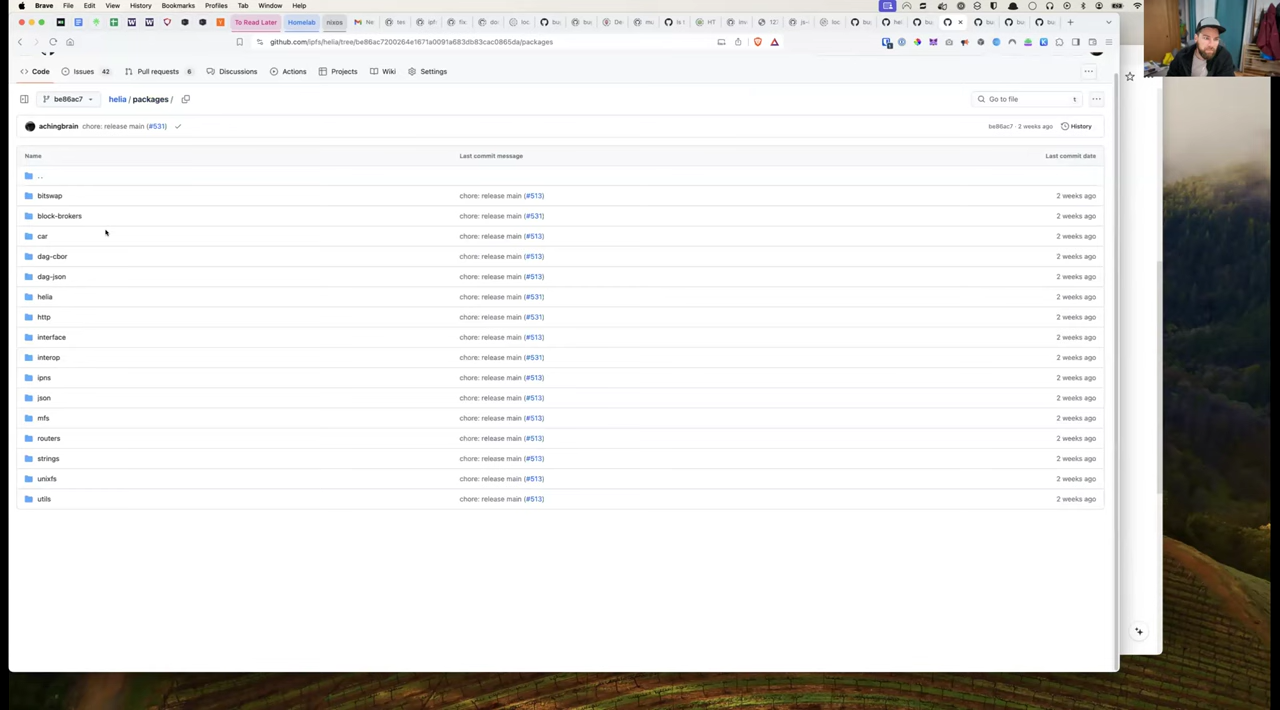 Brave File Edit View History Bookmarks Profiles Tab Window Help
To Read Later Homelab nixos
github.com/ipfs/helia/tree/be86ac7200264e1671a0091a683db83cac0865da/packages
Code Issues 42 Pull requests 6 Discussions Actions Projects Wiki Settings
be86ac7 helia / packages / Go to file t
achingbrain chore: release main (#531) be86ac7 · 2 weeks ago History
Name Last commit message Last commit date
..
bitswap chore: release main (#513) 2 weeks ago
block-brokers chore: release main (#531) 2 weeks ago
car chore: release main (#513) 2 weeks ago
dag-cbor chore: release main (#513) 2 weeks ago
dag-json chore: release main (#513) 2 weeks ago
helia chore: release main (#531) 2 weeks ago
http chore: release main (#531) 2 weeks ago
interface chore: release main (#513) 2 weeks ago
interop chore: release main (#531) 2 weeks ago
ipns chore: release main (#513) 2 weeks ago
json chore: release main (#513) 2 weeks ago
mfs chore: release main (#513) 2 weeks ago
routers chore: release main (#513) 2 weeks ago
strings chore: release main (#513) 2 weeks ago
unixfs chore: release main (#513) 2 weeks ago
utils chore: release main (#513) 2 weeks ago